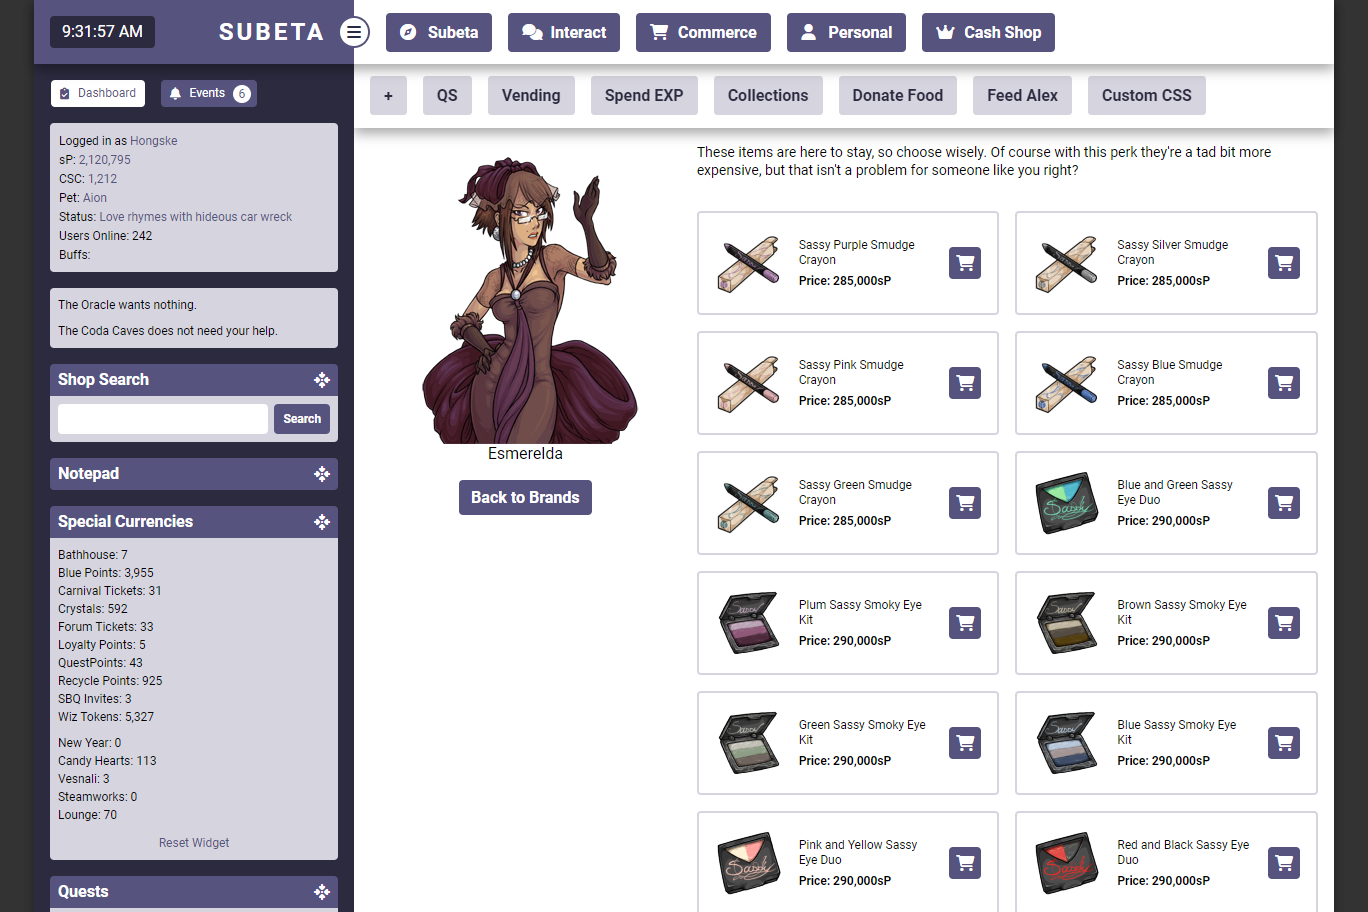 9:31:57 AM
SUBETA
Subeta
Interact
Commerce
Personal
Cash Shop
+
QS
Vending
Spend EXP
Collections
Donate Food
Feed Alex
Custom CSS
Dashboard
Events 6
Logged in as Hongske
sP: 2,120,795
CSC: 1,212
Pet: Aion
Status: Love rhymes with hideous car wreck
Users Online: 242
Buffs:
The Oracle wants nothing.
The Coda Caves does not need your help.
Shop Search
Search
Notepad
Special Currencies
Bathhouse: 7
Blue Points: 3,955
Carnival Tickets: 31
Crystals: 592
Forum Tickets: 33
Loyalty Points: 5
QuestPoints: 43
Recycle Points: 925
SBQ Invites: 3
Wiz Tokens: 5,327
New Year: 0
Candy Hearts: 113
Vesnali: 3
Steamworks: 0
Lounge: 70
Reset Widget
Quests
Esmerelda
Back to Brands
These items are here to stay, so choose wisely. Of course with this perk they're a tad bit more
expensive, but that isn't a problem for someone like you right?
Sassy Purple Smudge
Crayon
Price: 285,000sP
Sassy Silver Smudge
Crayon
Price: 285,000sP
Sassy Pink Smudge
Crayon
Price: 285,000sP
Sassy Blue Smudge
Crayon
Price: 285,000sP
Sassy Green Smudge
Crayon
Price: 285,000sP
Sassy
Blue and Green Sassy
Eye Duo
Price: 290,000sP
Sassy
Plum Sassy Smoky Eye
Kit
Price: 290,000sP
Sassy
Brown Sassy Smoky Eye
Kit
Price: 290,000sP
Sassy
Green Sassy Smoky Eye
Kit
Price: 290,000sP
Sassy
Blue Sassy Smoky Eye
Kit
Price: 290,000sP
Sassy
Pink and Yellow Sassy
Eye Duo
Price: 290,000sP
Sassy
Red and Black Sassy Eye
Duo
Price: 290,000sP